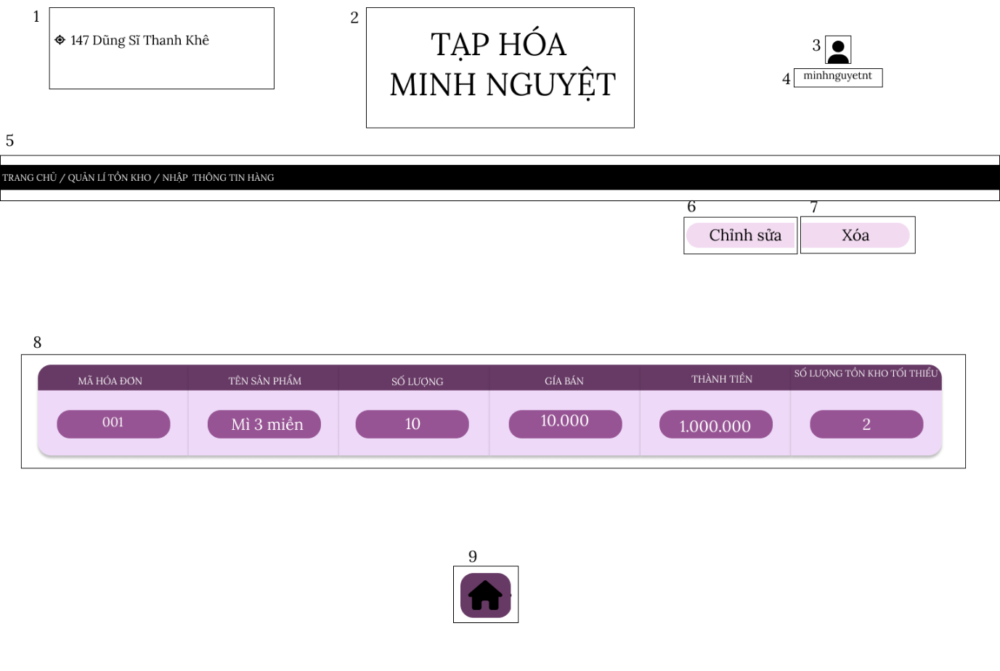 1
147 Dũng Sĩ Thanh Khê
2
TẠP HÓA
MINH NGUYỆT
3
4
minhnguyetnt
5
TRANG CHỦ / QUẢN LÍ TỒN KHO / NHẬP THÔNG TIN HÀNG
6
7
Chỉnh sửa
Xóa
8
MÃ HÓA ĐƠN
TÊN SẢN PHẨM
SỐ LƯỢNG
GÍA BÁN
THÀNH TIỀN
SỐ LƯỢNG TỒN KHO TỐI THIỂU
001
Mì 3 miền
10
10.000
1.000.000
2
9